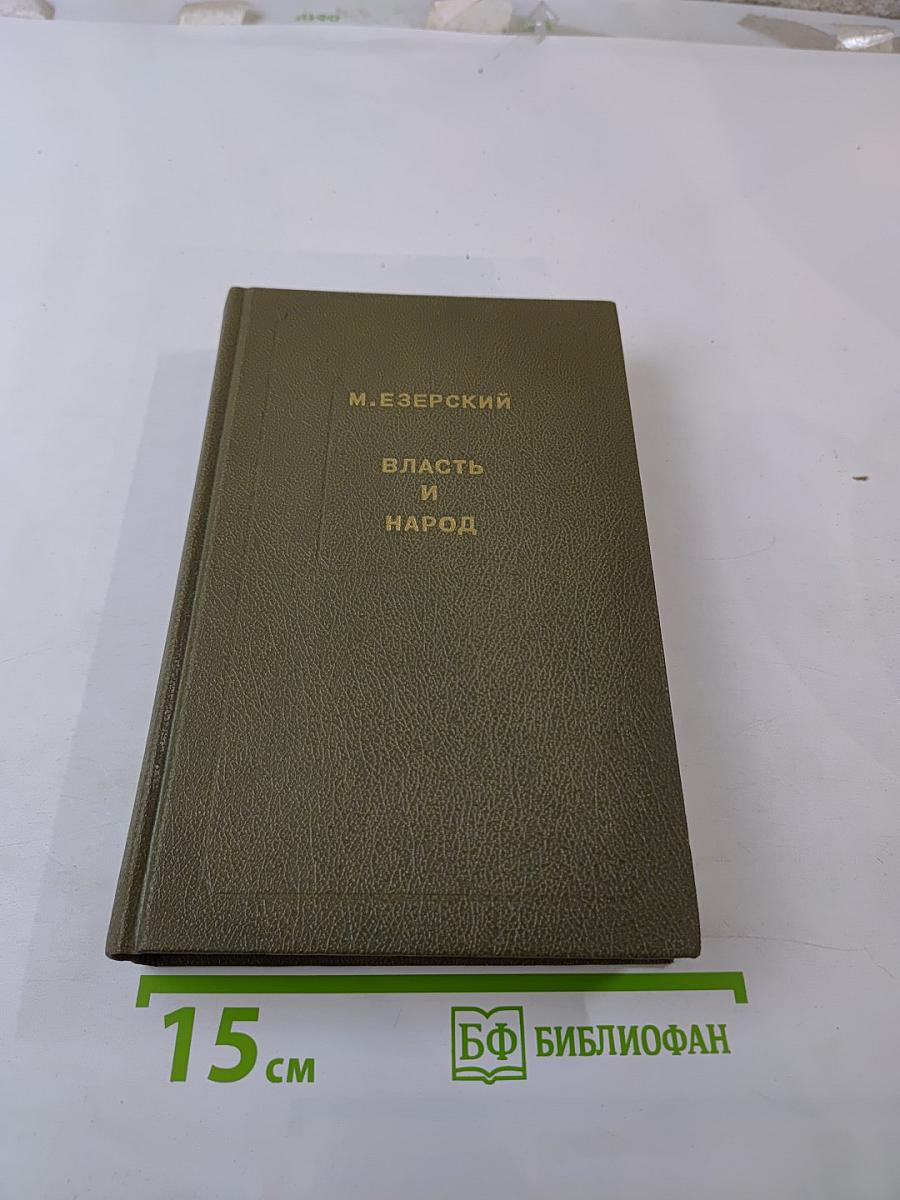 М.ЕЗЕРСКИЙ
ВЛАСТЬ
И
НАРОД
15 см
БФ БИБЛИОФАН